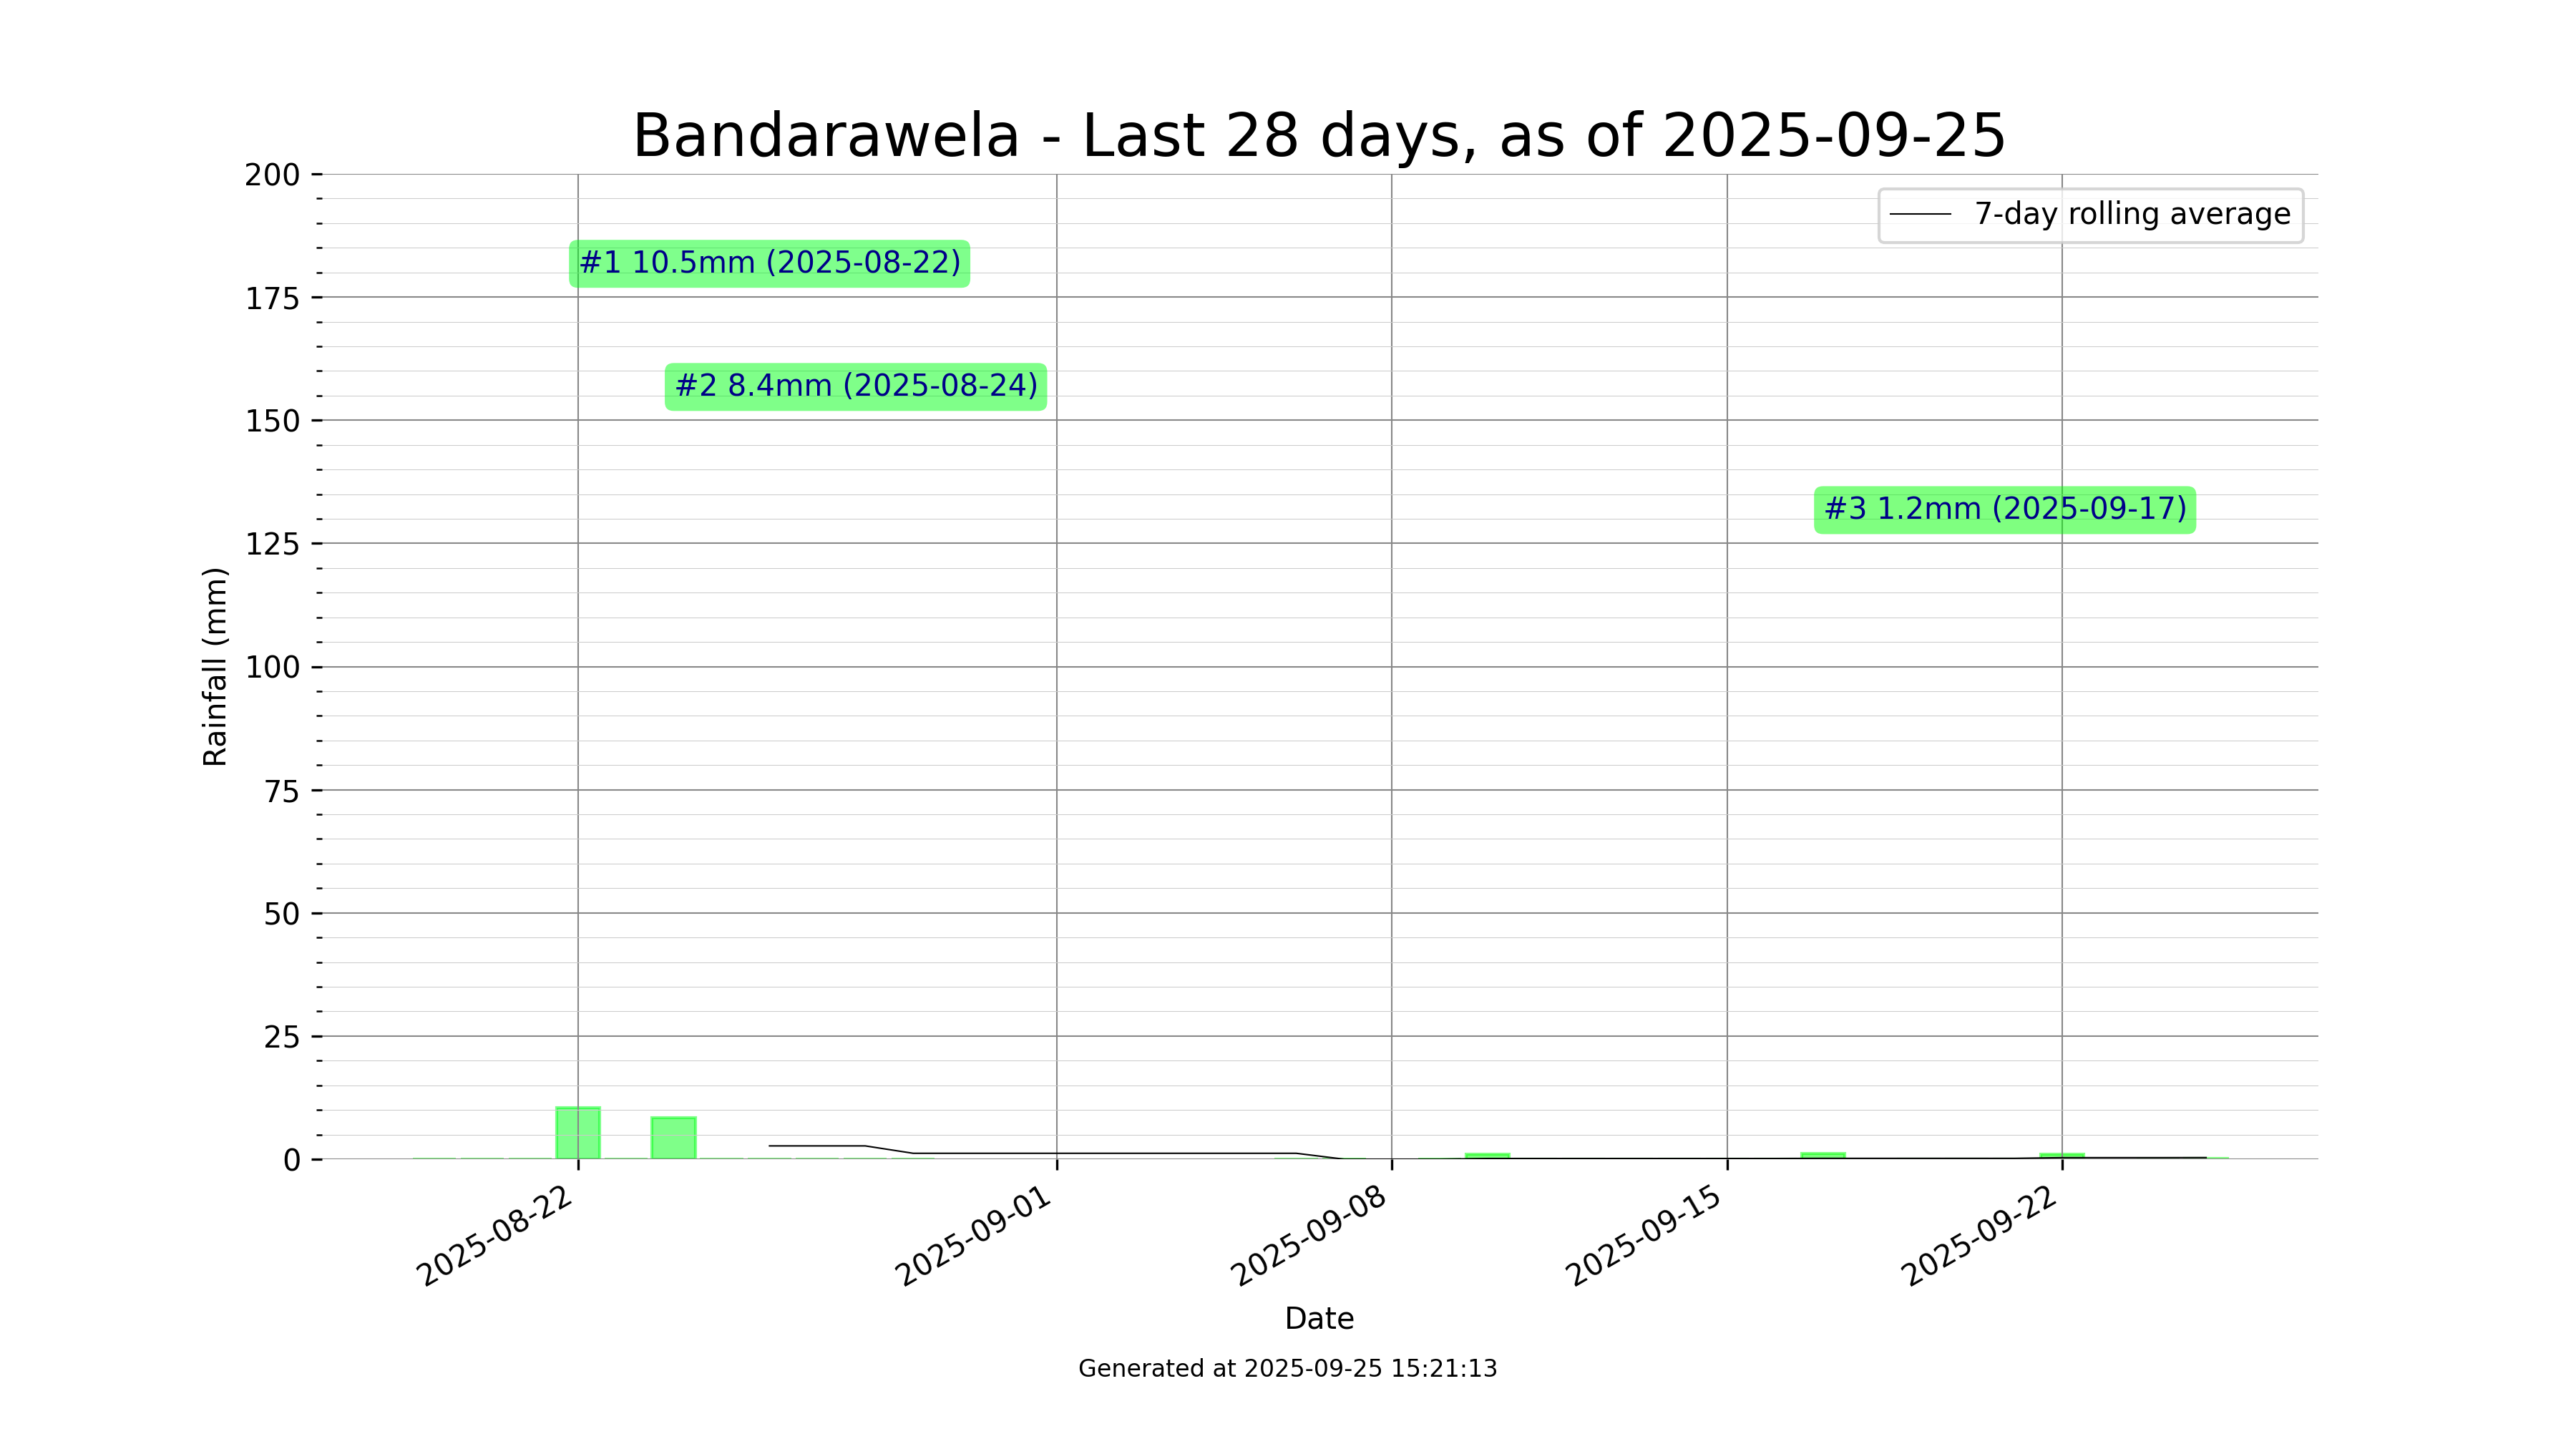 Bandarawela - Last 28 days, as of 2025-09-25
200
175
150
125
100
75
50
25
0
Rainfall (mm)
7-day rolling average
#1 10.5mm (2025-08-22)
#2 8.4mm (2025-08-24)
#3 1.2mm (2025-09-17)
2025-08-22
2025-09-01
2025-09-08
2025-09-15
2025-09-22
Date
Generated at 2025-09-25 15:21:13